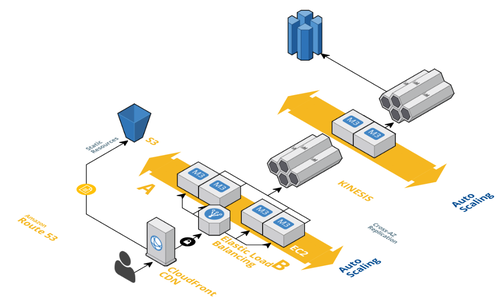 Static
Resources
S3
M3
M3
KINESIS
Auto
Scaling
A
M3
M3
M3
M3
Amazon
Route 53
Cross-AZ
Replication
Elastic Load
Balancing
B
EC2
Auto
Scaling
CloudFront
CDN